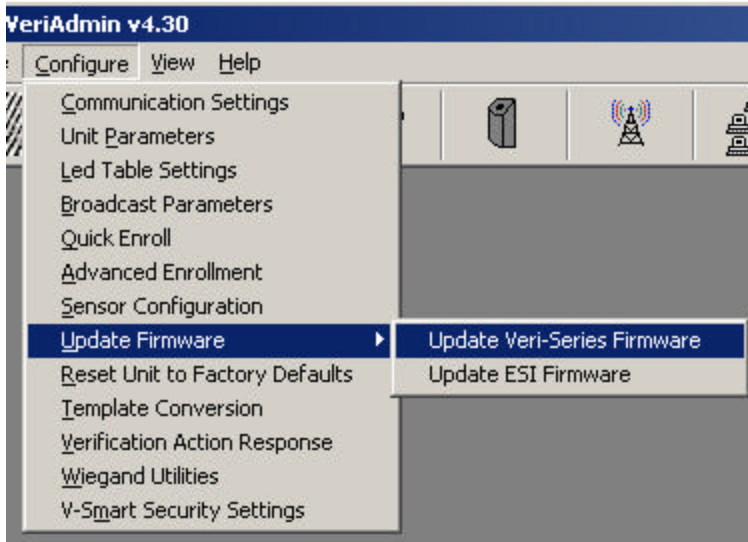 VeriAdmin v4.30
Configure View Help
Communication Settings
Unit Parameters
Led Table Settings
Broadcast Parameters
Quick Enroll
Advanced Enrollment
Sensor Configuration
Update Firmware
Update Veri-Series Firmware
Reset Unit to Factory Defaults
Update ESI Firmware
Template Conversion
Verification Action Response
Wiegand Utilities
V-Smart Security Settings